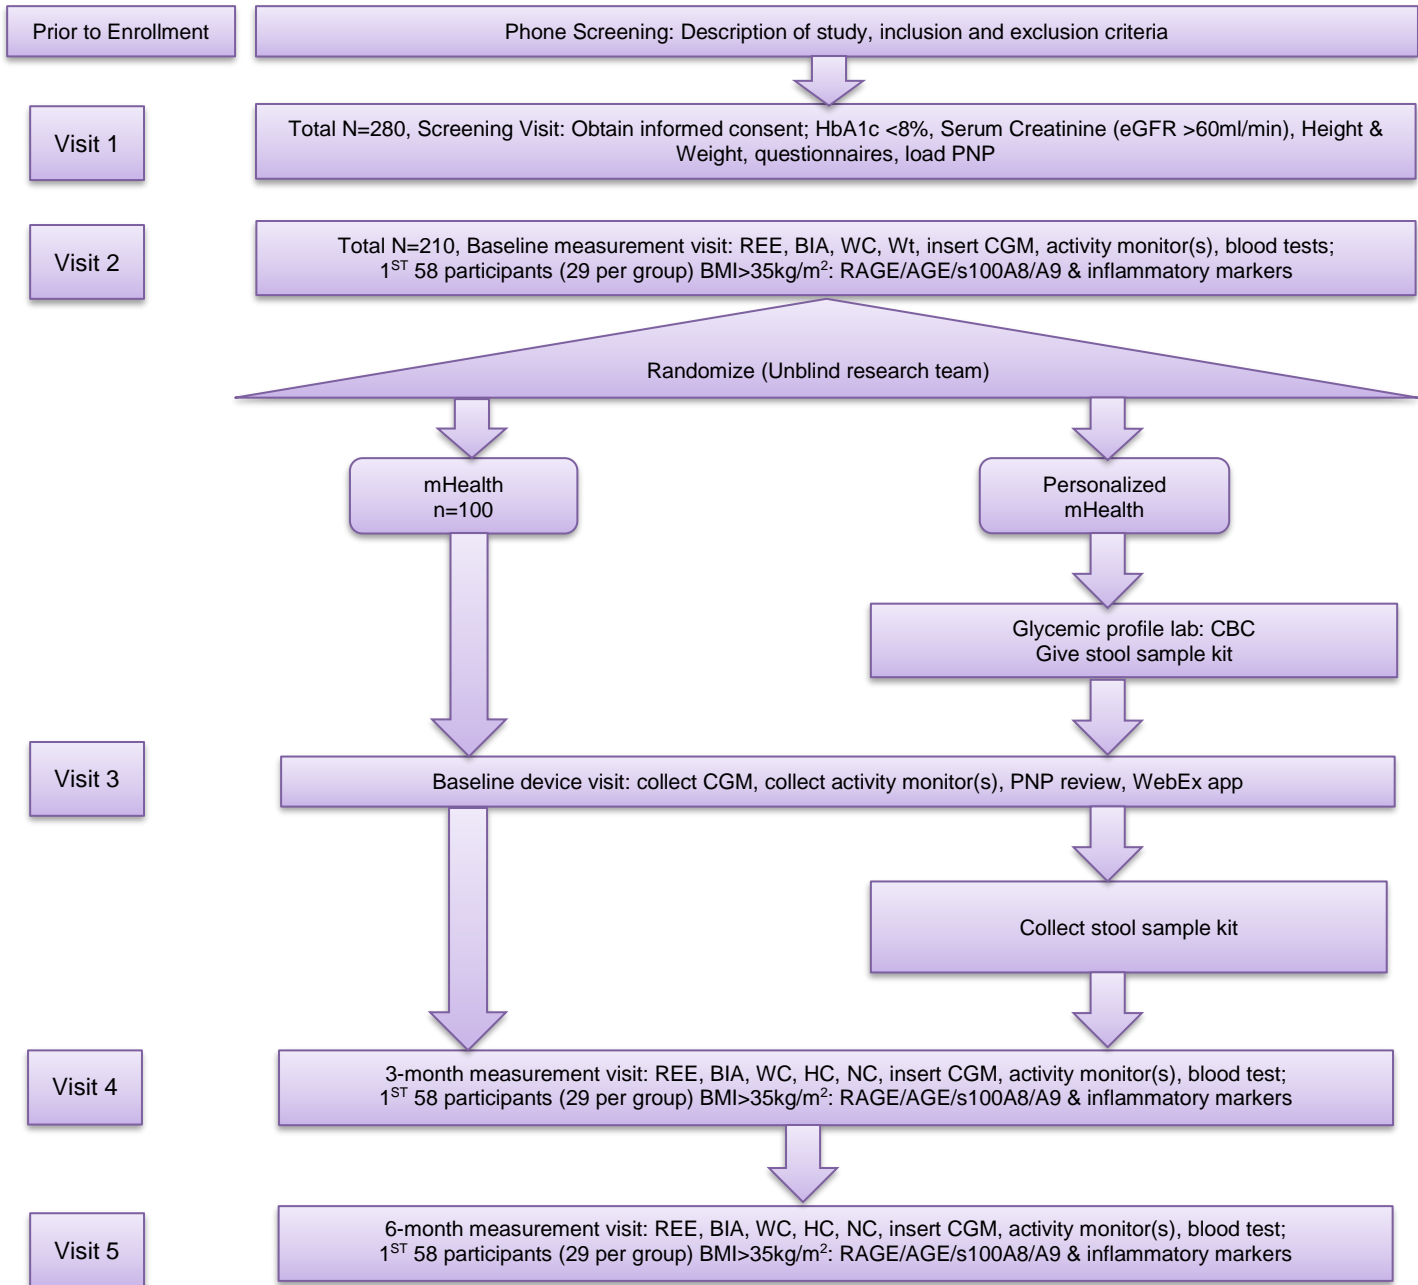 Prior to Enrollment
Phone Screening: Description of study, inclusion and exclusion criteria
Visit 1
Total N=280, Screening Visit: Obtain informed consent; HbA1c <8%, Serum Creatinine (eGFR >60ml/min), Height &
Weight, questionnaires, load PNP
Visit 2
Total N=210, Baseline measurement visit: REE, BIA, WC, Wt, insert CGM, activity monitor(s), blood tests;
1ST 58 participants (29 per group) BMI>35kg/m2: RAGE/AGE/s100A8/A9 & inflammatory markers
Randomize (Unblind research team)
mHealth
n=100
Personalized
mHealth
Glycemic profile lab: CBC
Give stool sample kit
Visit 3
Baseline device visit: collect CGM, collect activity monitor(s), PNP review, WebEx app
Collect stool sample kit
Visit 4
3-month measurement visit: REE, BIA, WC, HC, NC, insert CGM, activity monitor(s), blood test;
1ST 58 participants (29 per group) BMI>35kg/m2: RAGE/AGE/s100A8/A9 & inflammatory markers
Visit 5
6-month measurement visit: REE, BIA, WC, HC, NC, insert CGM, activity monitor(s), blood test;
1ST 58 participants (29 per group) BMI>35kg/m2: RAGE/AGE/s100A8/A9 & inflammatory markers